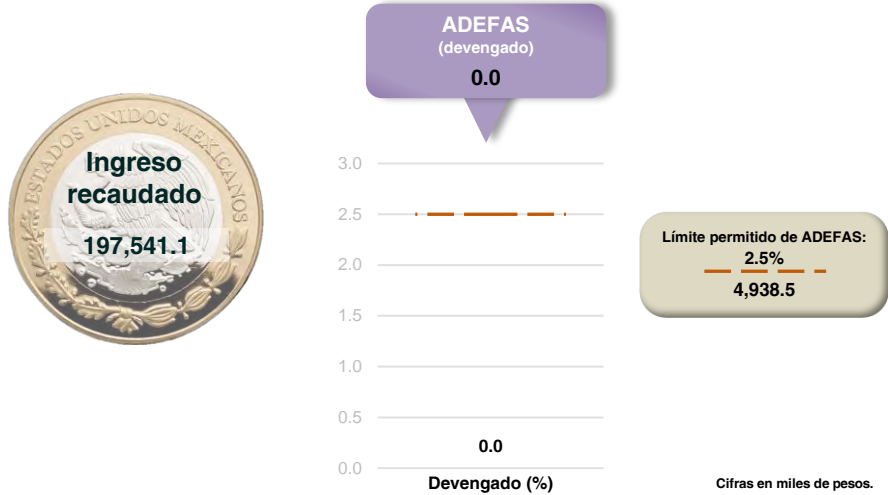 ADEFAS
(devengado)
0.0
ESTADOS UNIDOS MEXICANOS
Ingreso
recaudado
197,541.1
3.0
2.5
2.0
1.5
1.0
0.5
0.0
0.0
Devengado (%)
Límite permitido de ADEFAS:
2.5%
4,938.5
Cifras en miles de pesos.